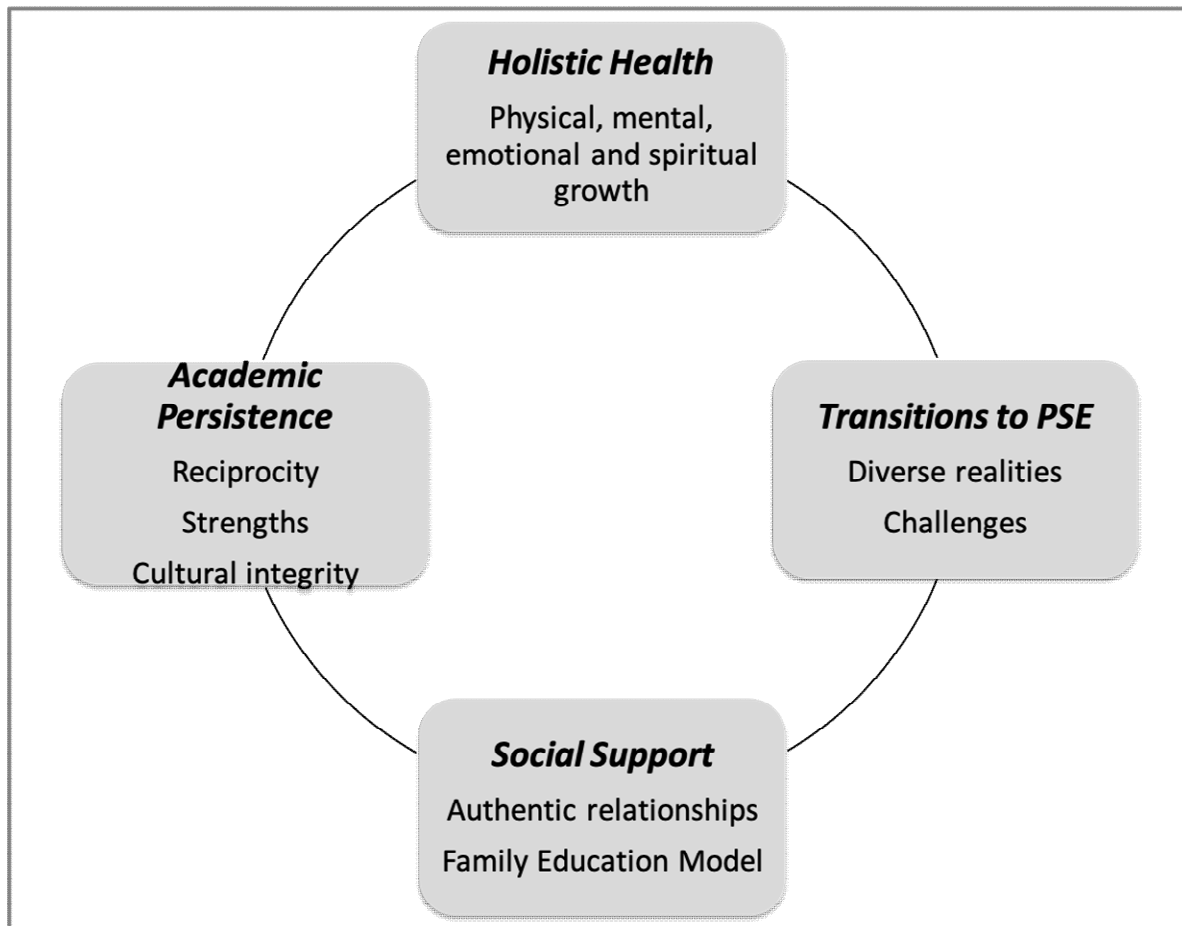 Holistic Health
Physical, mental,
emotional and spiritual
growth
Academic
Persistence
Reciprocity
Strengths
Cultural integrity
Transitions to PSE
Diverse realities
Challenges
Social Support
Authentic relationships
Family Education Model